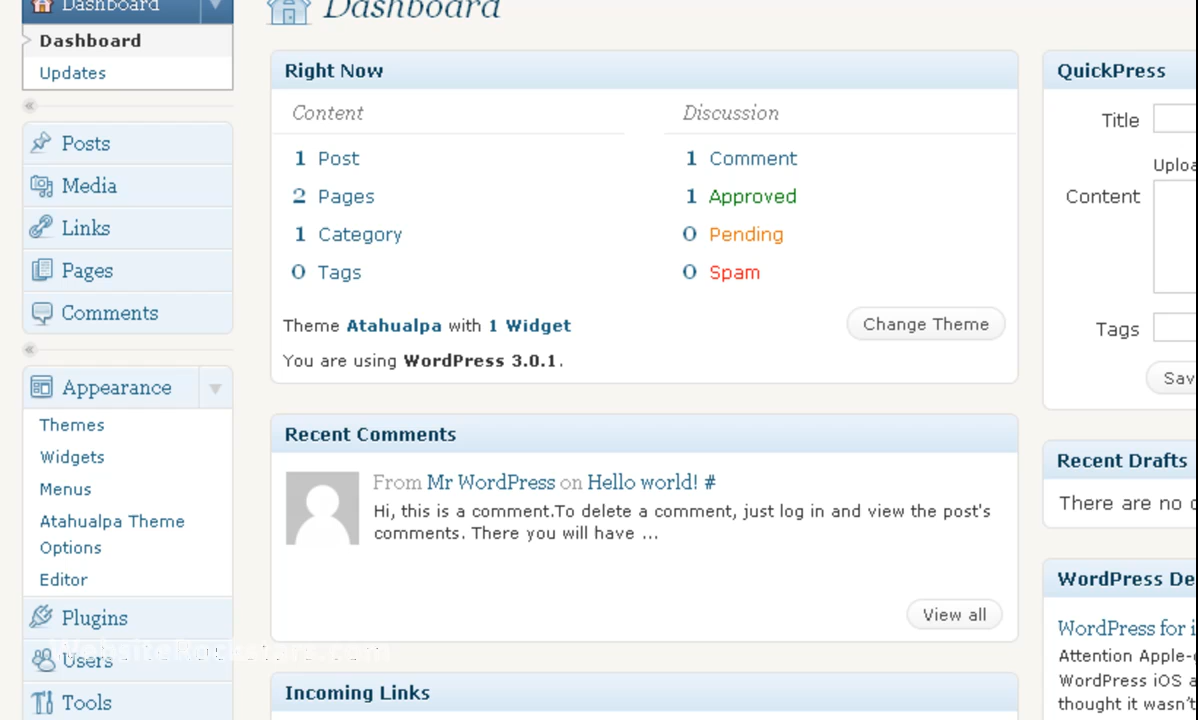 Dashboard
Dashboard
Updates
Posts
Media
Links
Pages
Comments
Appearance
Themes
Widgets
Menus
Atahualpa Theme
Options
Editor
Plugins
Users
Tools
Dashboard
Right Now
Content
Discussion
1 Post
1 Comment
2 Pages
1 Approved
1 Category
0 Pending
0 Tags
0 Spam
Theme Atahualpa with 1 Widget
Change Theme
You are using WordPress 3.0.1.
Recent Comments
From Mr WordPress on Hello world! #
Hi, this is a comment.To delete a comment, just log in and view the post's
comments. There you will have ...
View all
Incoming Links
QuickPress
Title
Content
Tags
Recent Drafts
There are no
WordPress
WordPress for
Attention
WordPress iOS
thought it wasn't